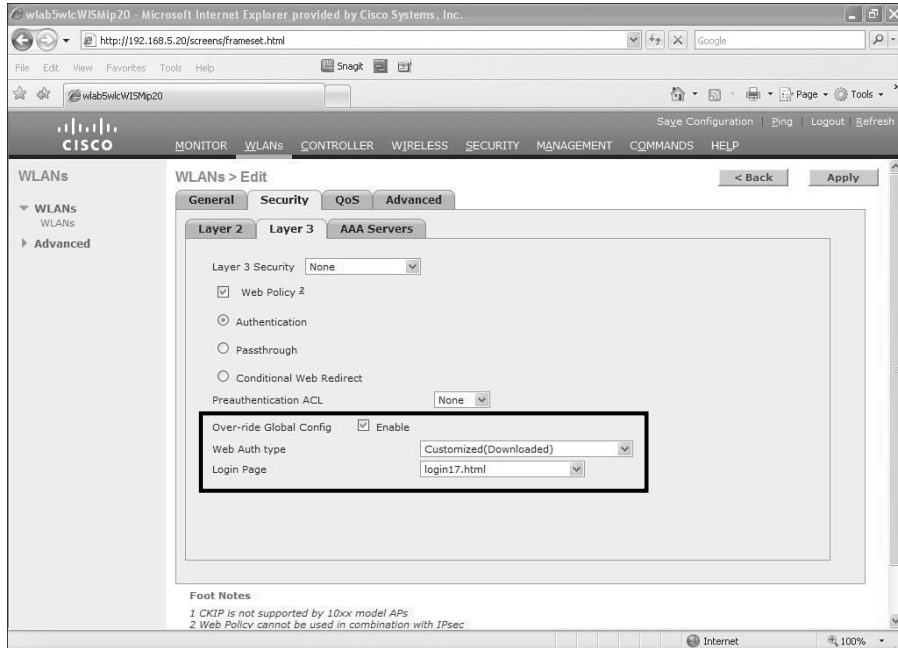 wlab5wlcWISMip20 - Microsoft Internet Explorer provided by Cisco Systems, Inc.
http://192.168.5.20/screens/frameset.html
Google
File Edit View Favorites Tools Help
SnagIt
wlab5wlcWISMip20
Page Tools
Save Configuration | Ping | Logout | Refresh
CISCO
MONITOR WLANs CONTROLLER WIRELESS SECURITY MANAGEMENT COMMANDS HELP
WLANs
WLANs
WLANs
Advanced
WLANs > Edit
< Back
Apply
General Security QoS Advanced
Layer 2 Layer 3 AAA Servers
Layer 3 Security None
Web Policy 2
Authentication
Passthrough
Conditional Web Redirect
Preauthentication ACL None
Over-ride Global Config Enable
Web Auth type Customized(Downloaded)
Login Page login17.html
Foot Notes
1 CKIP is not supported by 10xx model APs
2 Web Policy cannot be used in combination with IPsec
Internet
100%